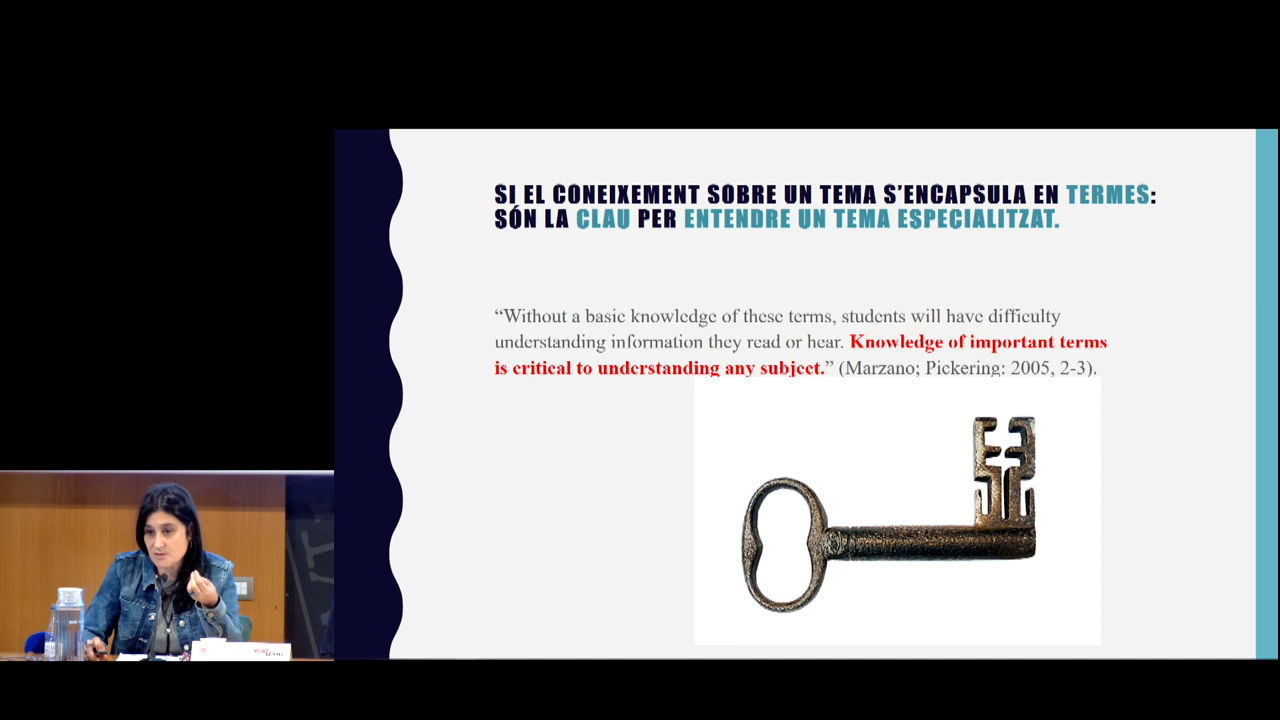 SI EL CONEIXEMENT SOBRE UN TEMA S’ENCAPSULA EN TERMES:
SÓN LA CLAU PER ENTENDRE UN TEMA ESPECIALITZAT.
“Without a basic knowledge of these terms, students will have difficulty
understanding information they read or hear. Knowledge of important terms
is critical to understanding any subject.” (Marzano; Pickering: 2005, 2-3).